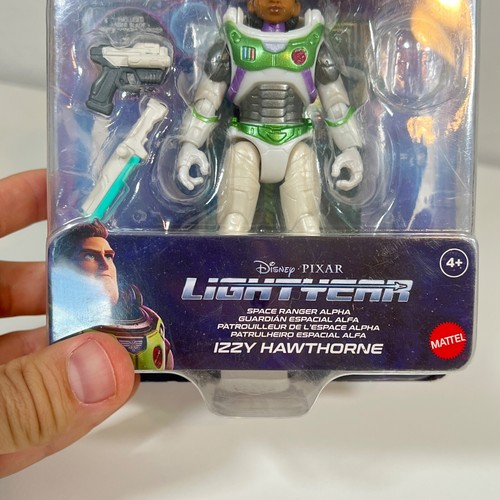 Disney · PIXAR
LIGHTYEAR
SPACE RANGER ALPHA
GUARDIÁN ESPACIAL ALFA
PATROUILLEUR DE L'ESPACE ALPHA
PATRULHEIRO ESPACIAL ALFA
IZZY HAWTHORNE
4+
MATTEL